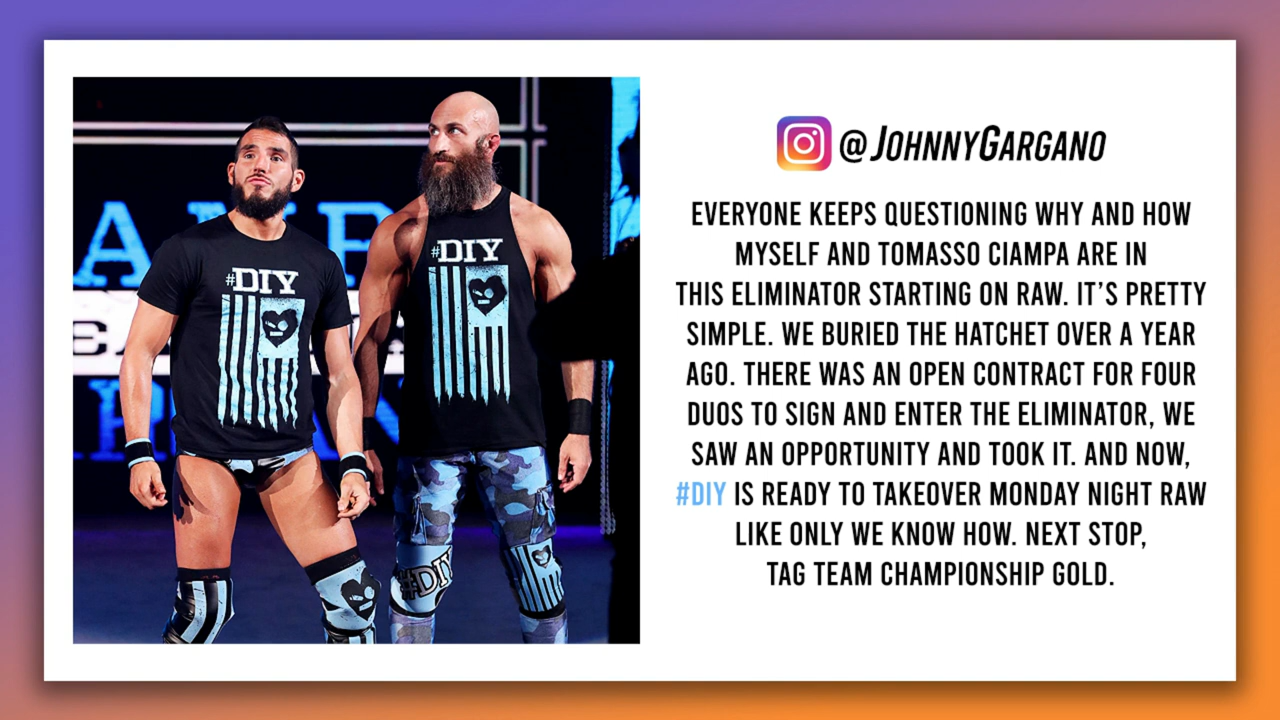 @JOHNNYGARGANO
EVERYONE KEEPS QUESTIONING WHY AND HOW
MYSELF AND TOMASSO CIAMPA ARE IN
THIS ELIMINATOR STARTING ON RAW. IT'S PRETTY
SIMPLE. WE BURIED THE HATCHET OVER A YEAR
AGO. THERE WAS AN OPEN CONTRACT FOR FOUR
DUOS TO SIGN AND ENTER THE ELIMINATOR, WE
SAW AN OPPORTUNITY AND TOOK IT. AND NOW,
#DIY IS READY TO TAKEOVER MONDAY NIGHT RAW
LIKE ONLY WE KNOW HOW. NEXT STOP,
TAG TEAM CHAMPIONSHIP GOLD.
#DIY
#DIY
#DIY